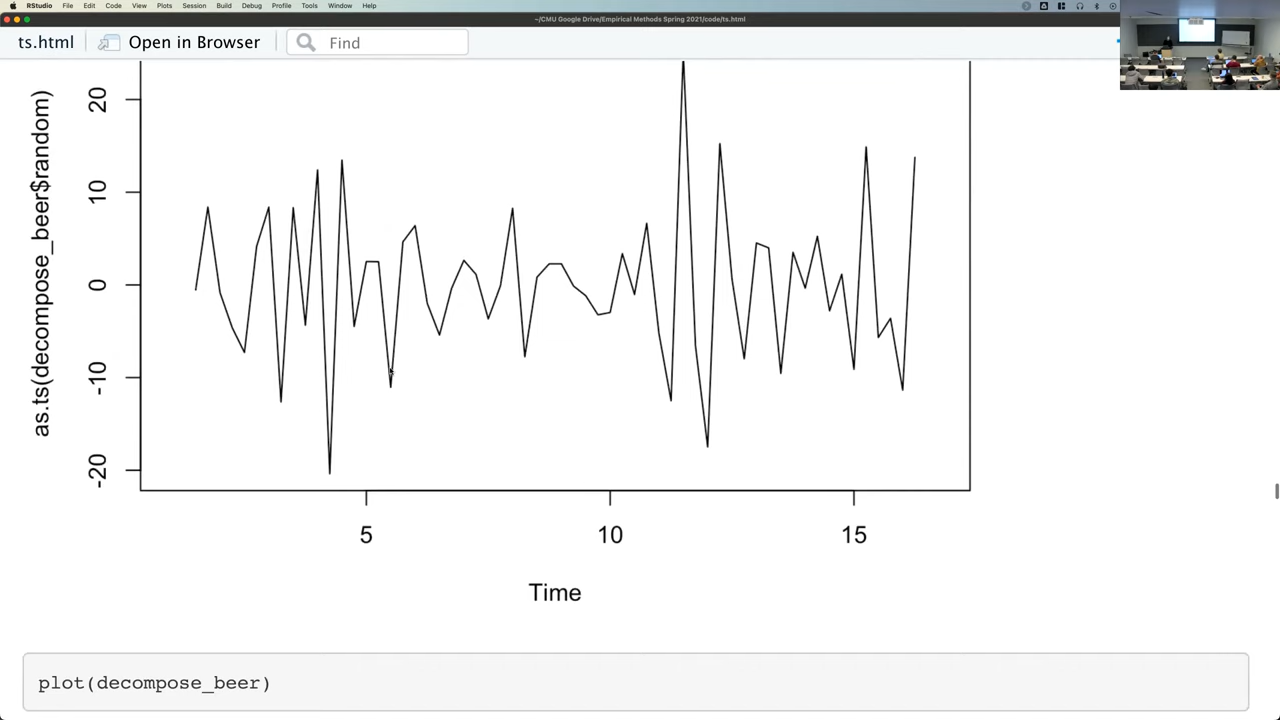 RStudio File Edit Code View Plots Session Build Debug Profile Tools Window Help
~/CMU Google Drive/Empirical Methods Spring 2021/code/ts.html
ts.html Open in Browser Find
as.ts(decompose_beer$random)
20
10
0
-10
-20
5 10 15
Time
plot(decompose_beer)